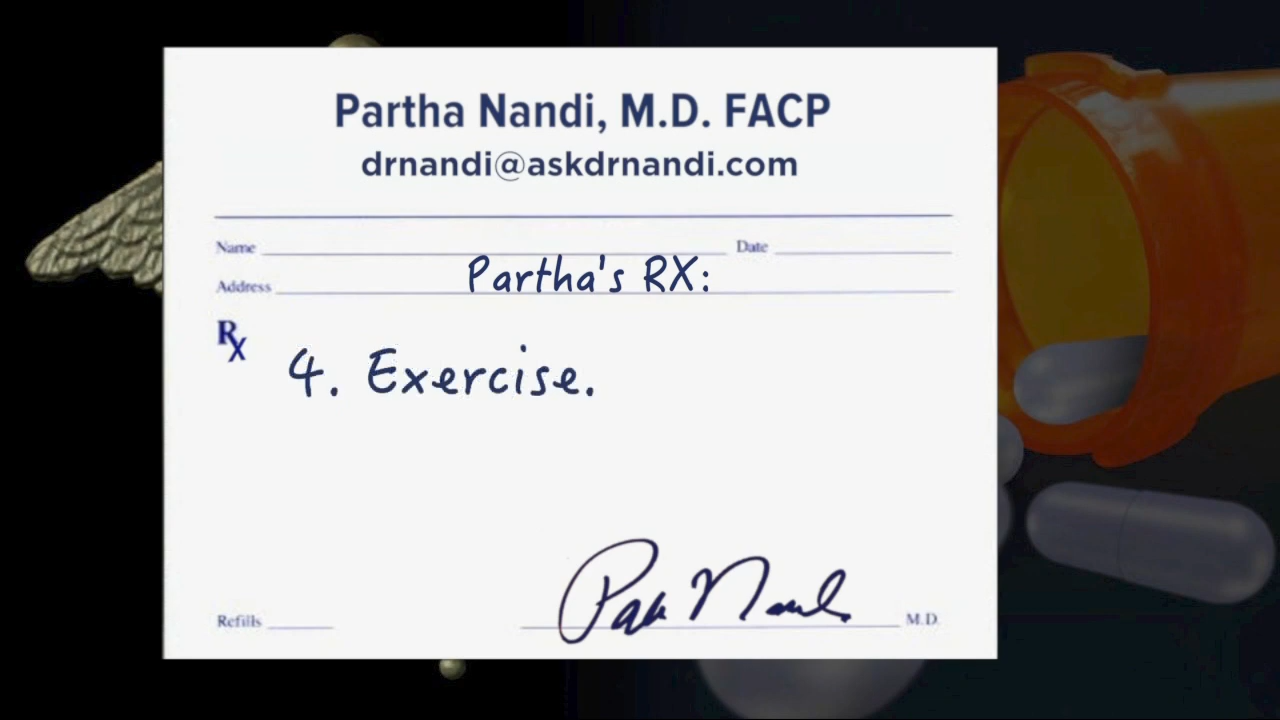 Partha Nandi, M.D. FACP
drnandi@askdrnandi.com
Name Date
Partha's RX:
Address
Rx
4. Exercise.
Refills M.D.